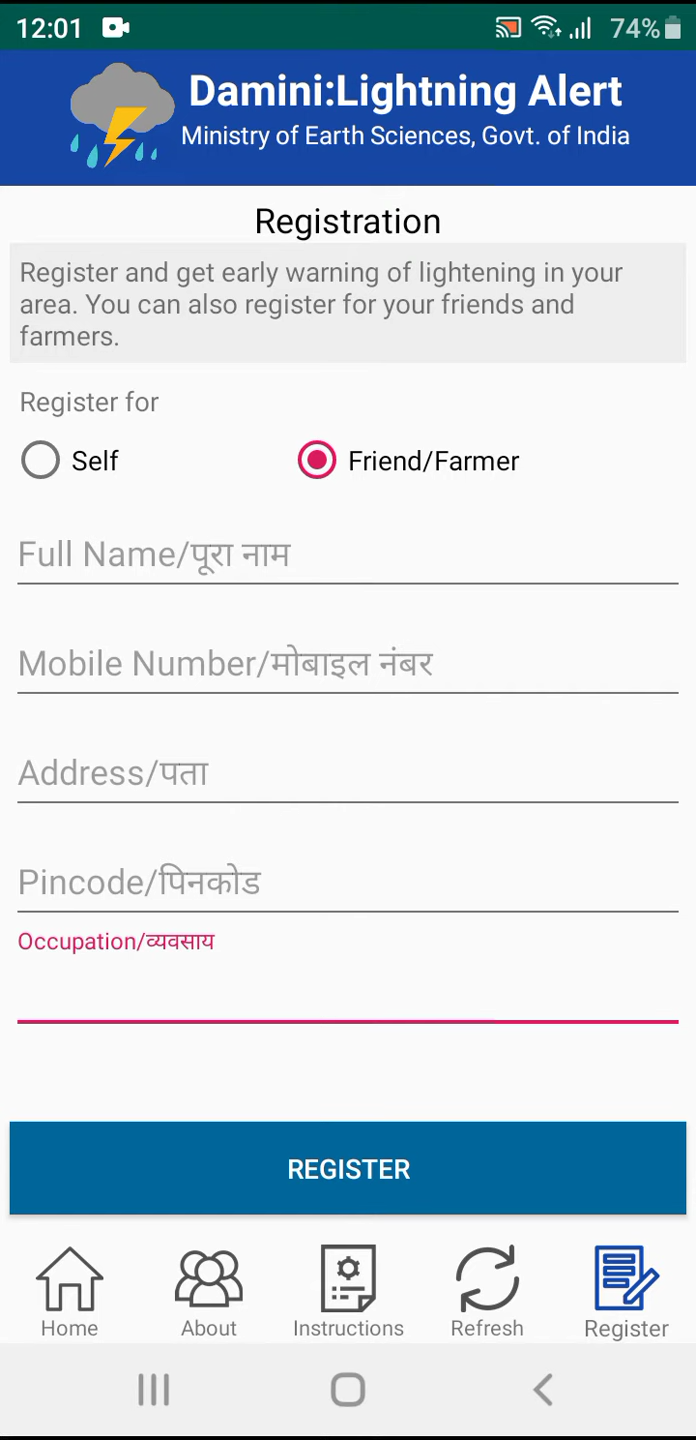 12:01
74%
Damini:Lightning Alert
Ministry of Earth Sciences, Govt. of India
Registration
Register and get early warning of lightening in your
area. You can also register for your friends and
farmers.
Register for
Self Friend/Farmer
Full Name/पूरा नाम
Mobile Number/मोबाइल नंबर
Address/पता
Pincode/पिनकोड
Occupation/व्यवसाय
REGISTER
Home About Instructions Refresh Register